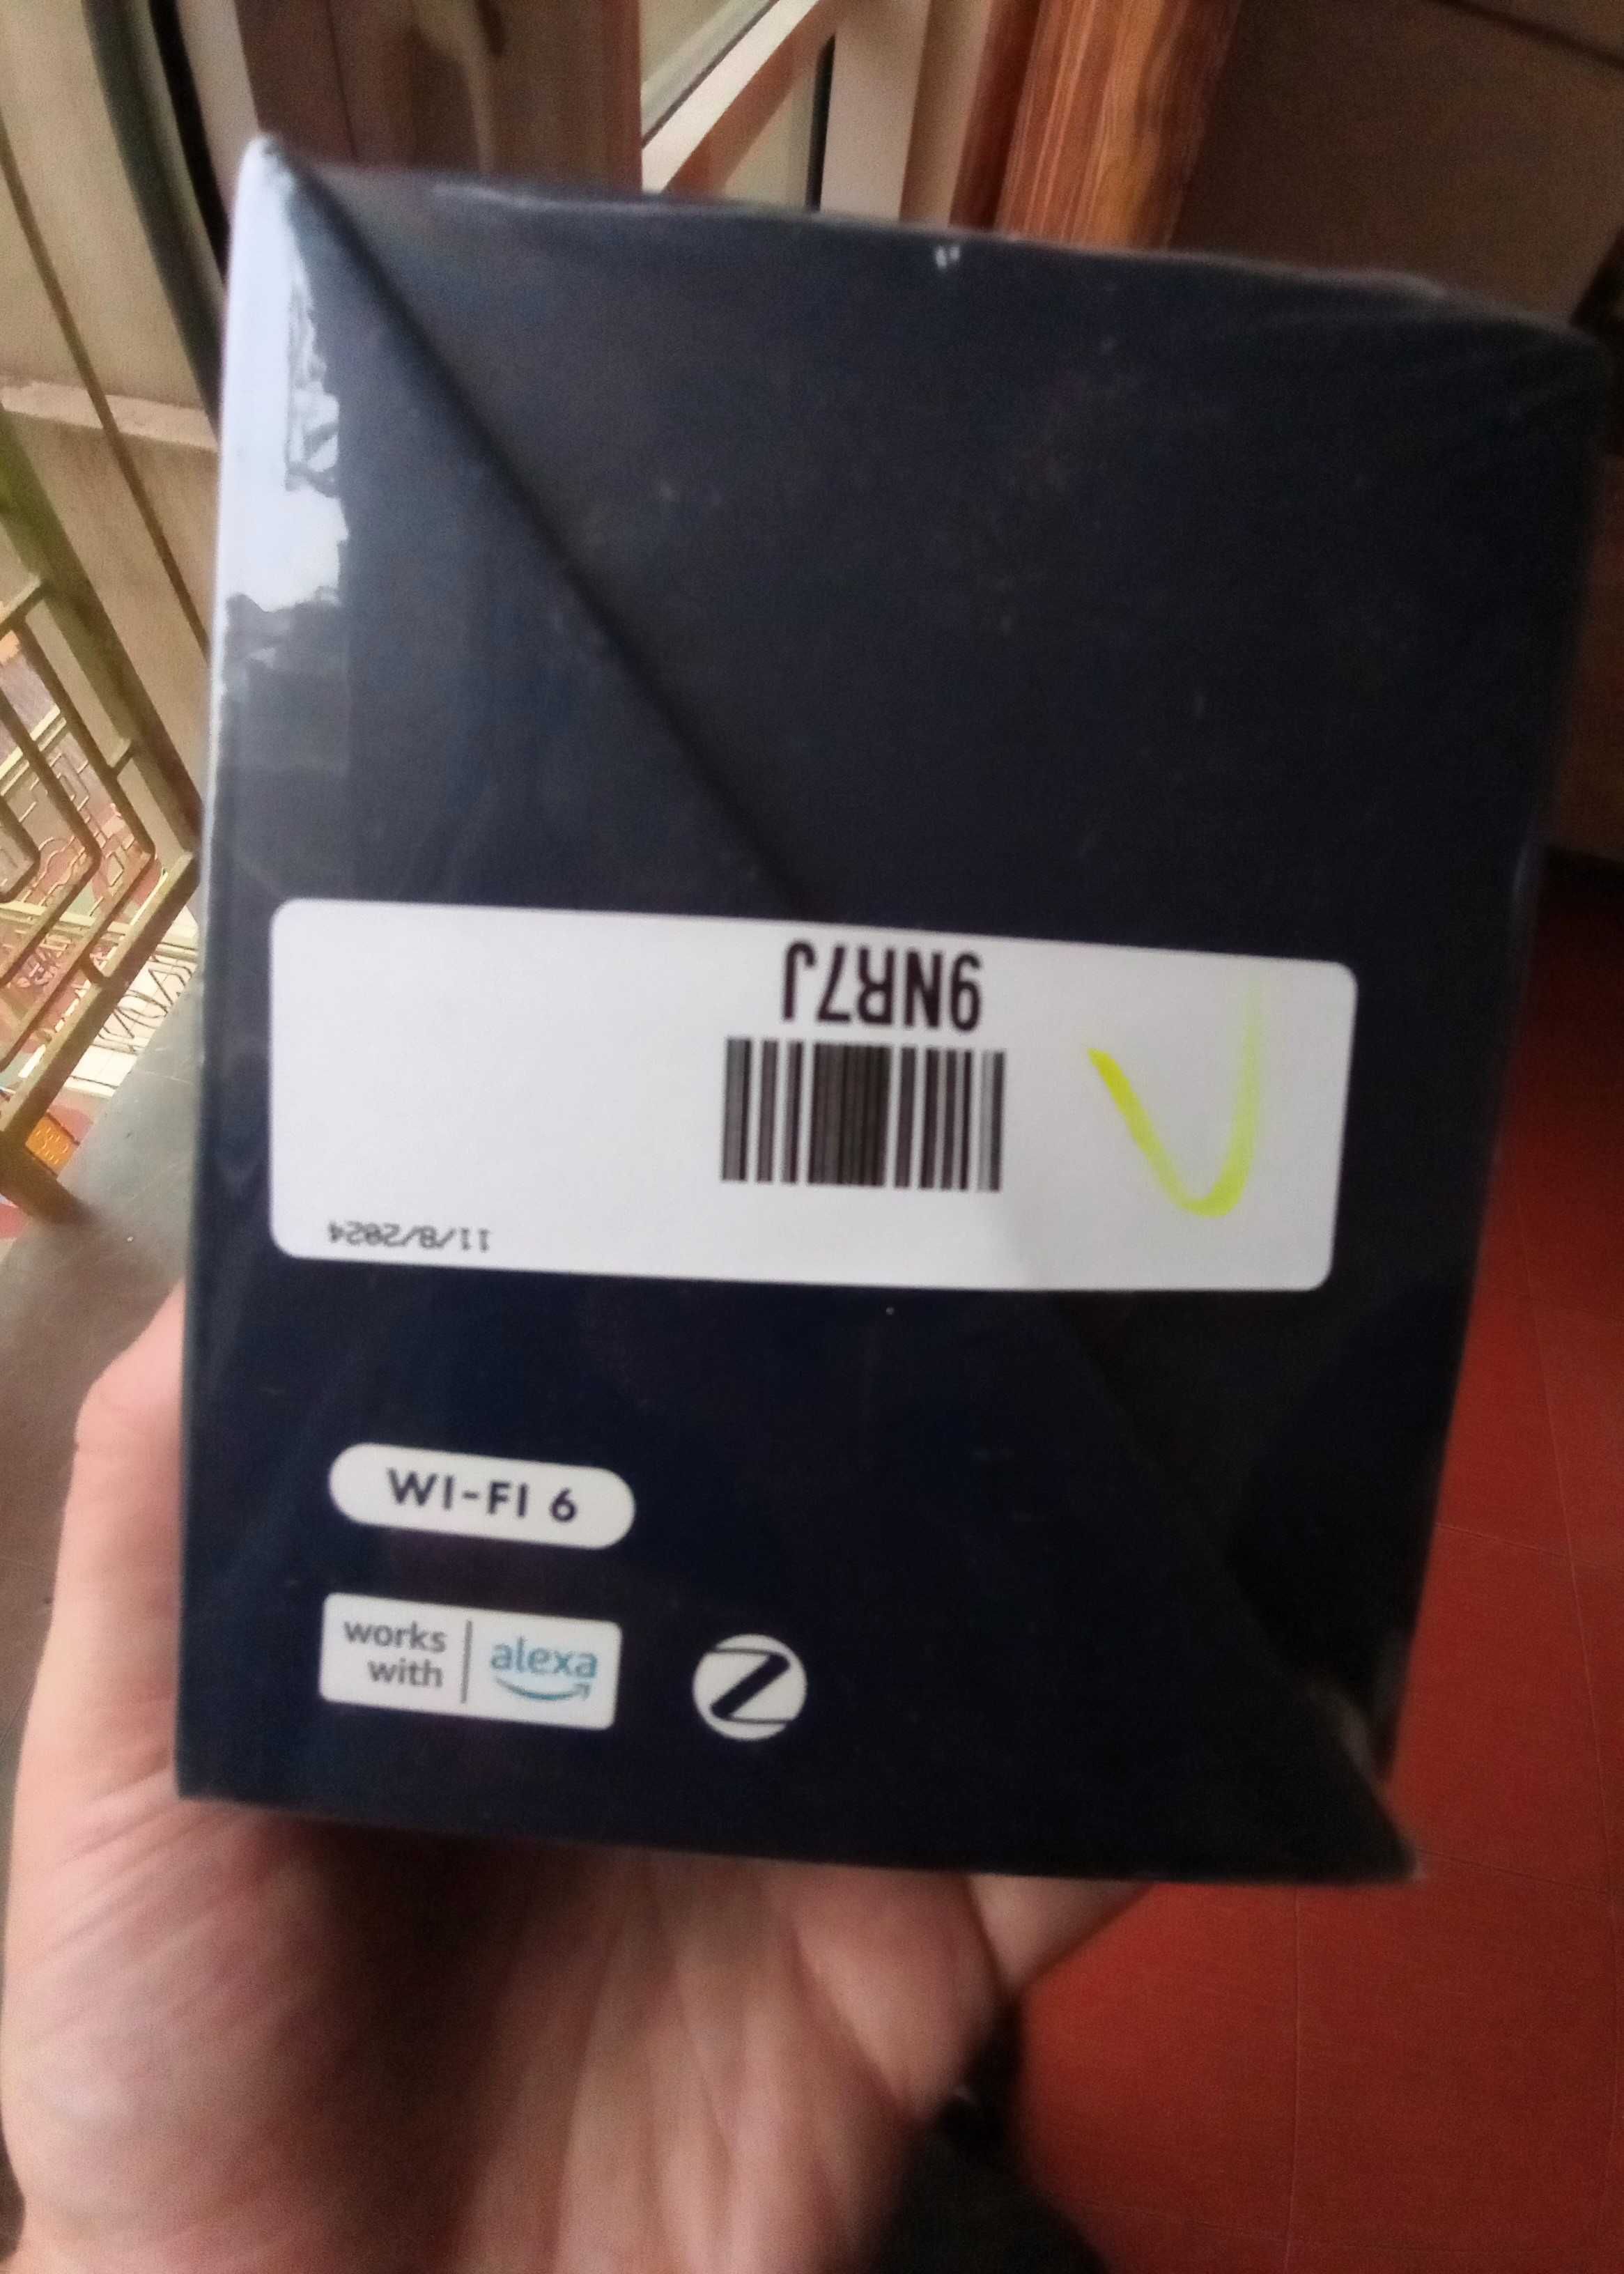 9NR7J
11/8/2024
WI-FI 6
works with
alexa